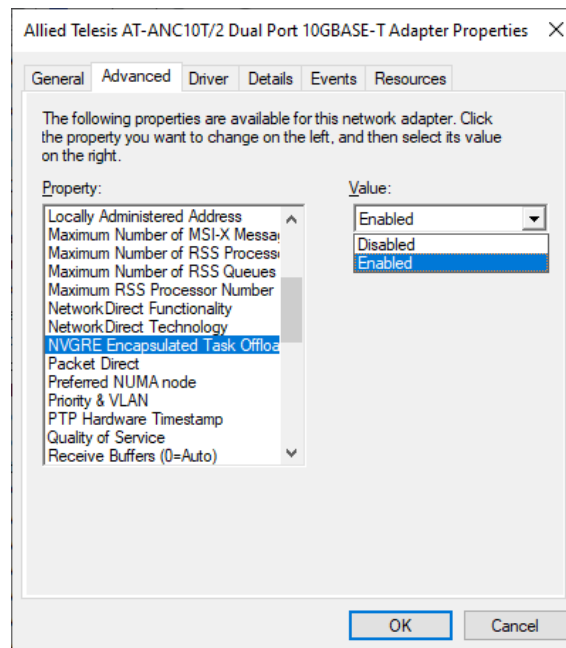 Allied Telesis AT-ANC10T/2 Dual Port 10GBASE-T Adapter Properties
General Advanced Driver Details Events Resources
The following properties are available for this network adapter. Click
the property you want to change on the left, and then select its value
on the right.
Property:
Locally Administered Address
Maximum Number of MSI-X Messag
Maximum Number of RSS Processo
Maximum Number of RSS Queues
Maximum RSS Processor Number
NetworkDirect Functionality
NetworkDirect Technology
NVGRE Encapsulated Task Offloa
Packet Direct
Preferred NUMA node
Priority & VLAN
PTP Hardware Timestamp
Quality of Service
Receive Buffers (0=Auto)
Value:
Enabled
Disabled
Enabled
OK Cancel